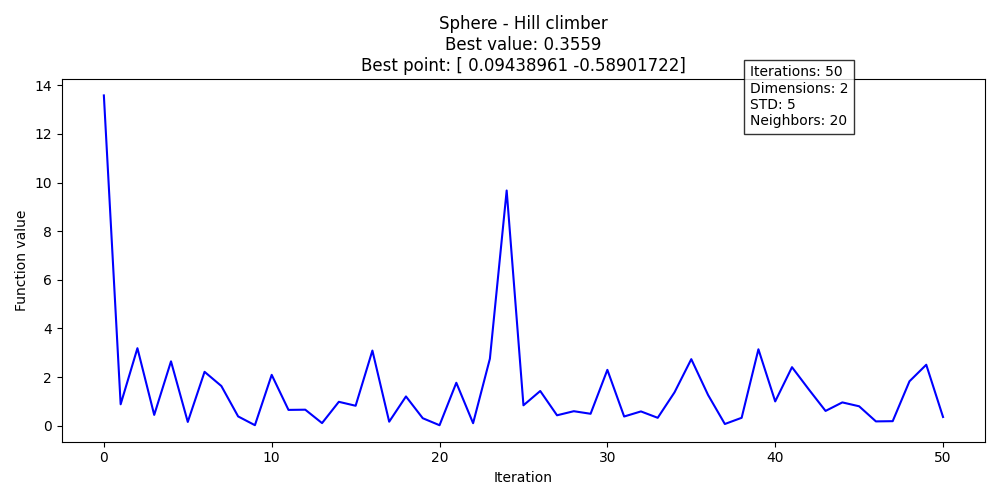 Sphere - Hill climber
Best value: 0.3559
Best point: [ 0.09438961 -0.58901722]
Iterations: 50
Dimensions: 2
STD: 5
Neighbors: 20
14
12
10
8
6
4
2
0
Function value
0 10 20 30 40 50
Iteration